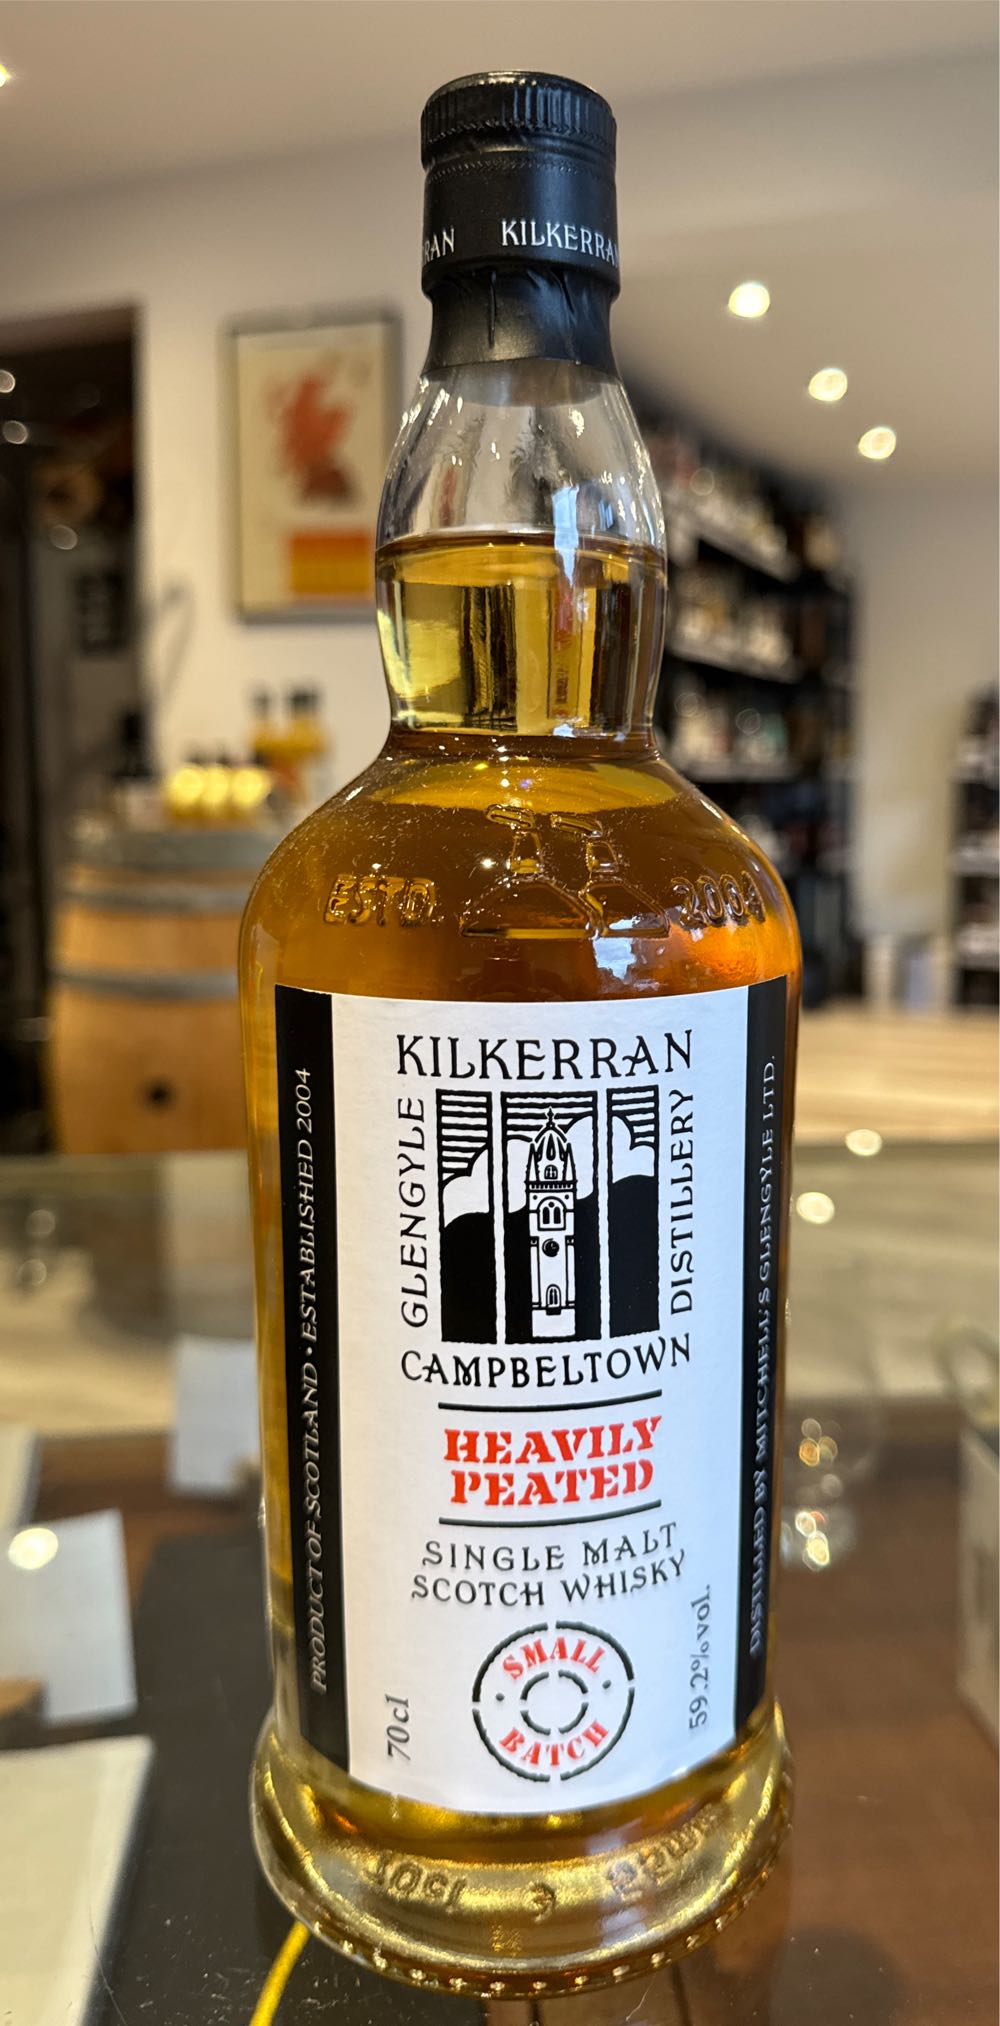 KILKERRAN
ESTD. 2004
KILKERRAN
GLENGYLE
DISTILLERY
CAMPBELTOWN
HEAVILY
PEATED
SINGLE MALT
SCOTCH WHISKY
SMALL
BATCH
70cl
59.2%vol.
PRODUCT OF SCOTLAND • ESTABLISHED 2004
DISTILLED BY MITCHELL'S GLENGYLE LTD.